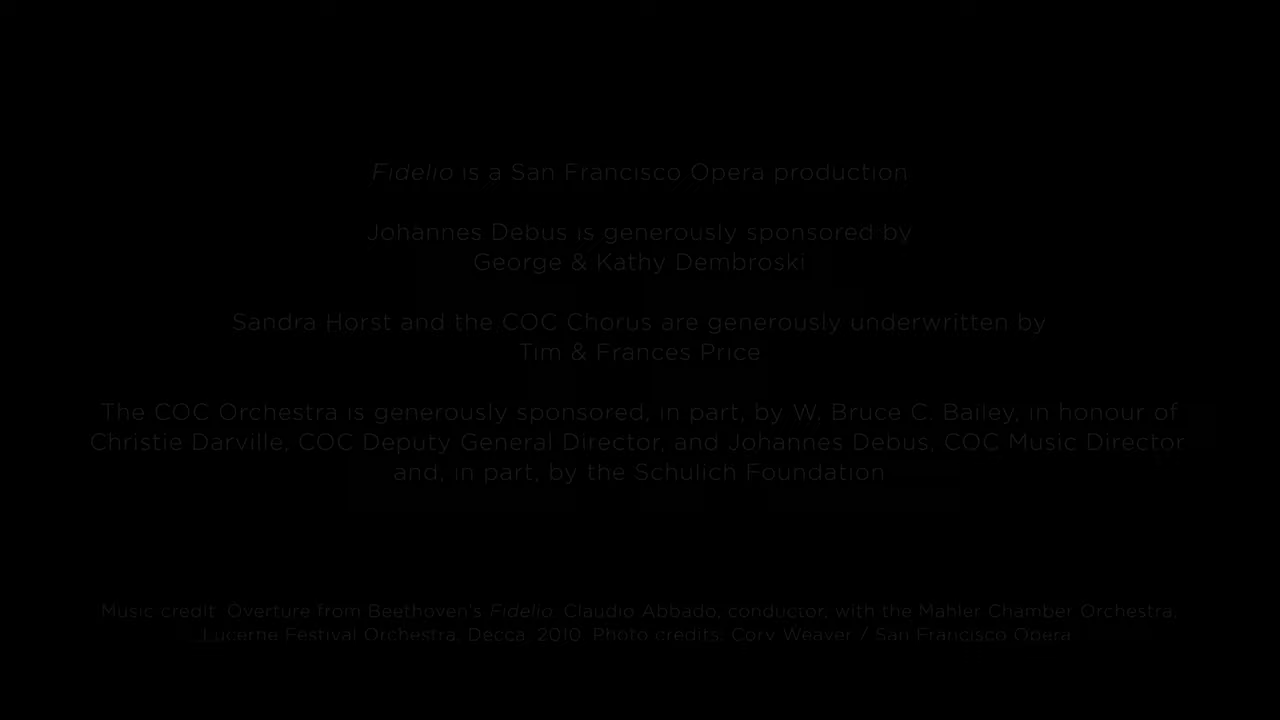 Fidelio is a San Francisco Opera production
Johannes Debus is generously sponsored by
George & Kathy Dembroski
Sandra Horst and the COC Chorus are generously underwritten by
Tim & Frances Price
The COC Orchestra is generously sponsored, in part, by W. Bruce C. Bailey, in honour of
Christie Darville, COC Deputy General Director, and Johannes Debus, COC Music Director
and, in part, by the Schulich Foundation
Music credit: Overture from Beethoven's Fidelio. Claudio Abbado, conductor, with the Mahler Chamber Orchestra,
Lucerne Festival Orchestra. Decca, 2010. Photo credits: Cory Weaver / San Francisco Opera